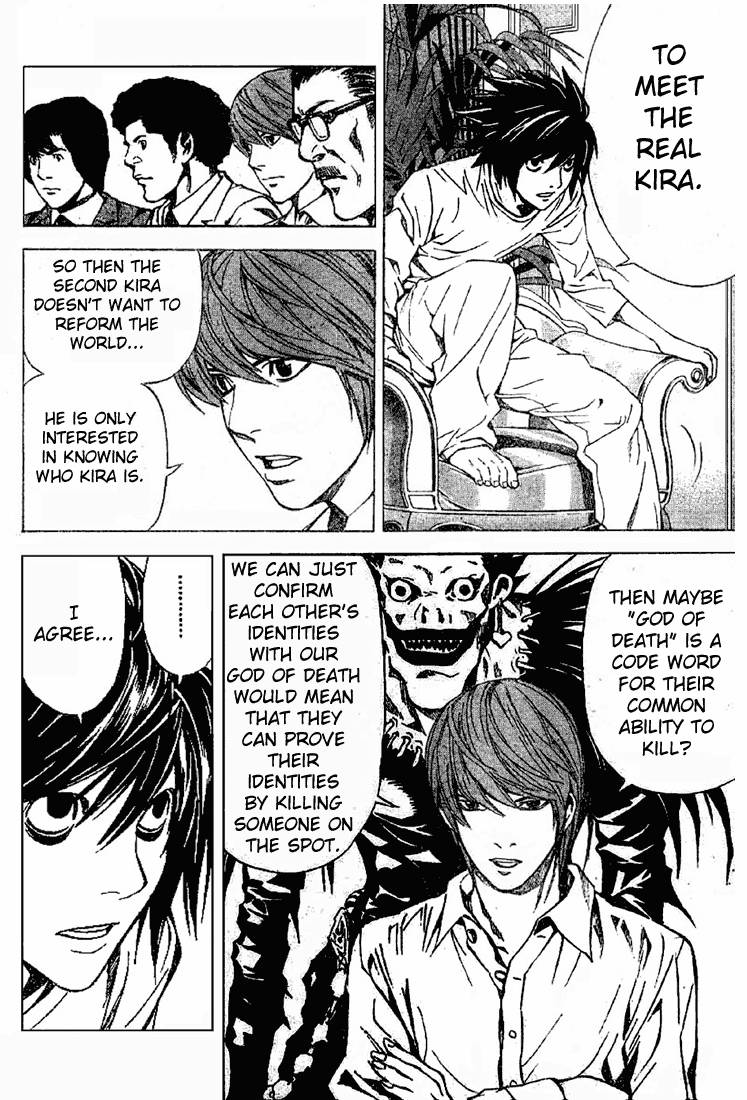 TO
MEET
THE
REAL
KIRA.
SO THEN THE
SECOND KIRA
DOESN'T WANT TO
REFORM THE
WORLD...
HE IS ONLY
INTERESTED
IN KNOWING
WHO KIRA IS.
THEN MAYBE
"GOD OF
DEATH" IS A
CODE WORD
FOR THEIR
COMMON
ABILITY TO
KILL?
WE CAN JUST
CONFIRM
EACH OTHER'S
IDENTITIES
WITH OUR
GOD OF DEATH
WOULD MEAN
THAT THEY
CAN PROVE
THEIR
IDENTITIES
BY KILLING
SOMEONE ON
THE SPOT.
.........
I
AGREE...